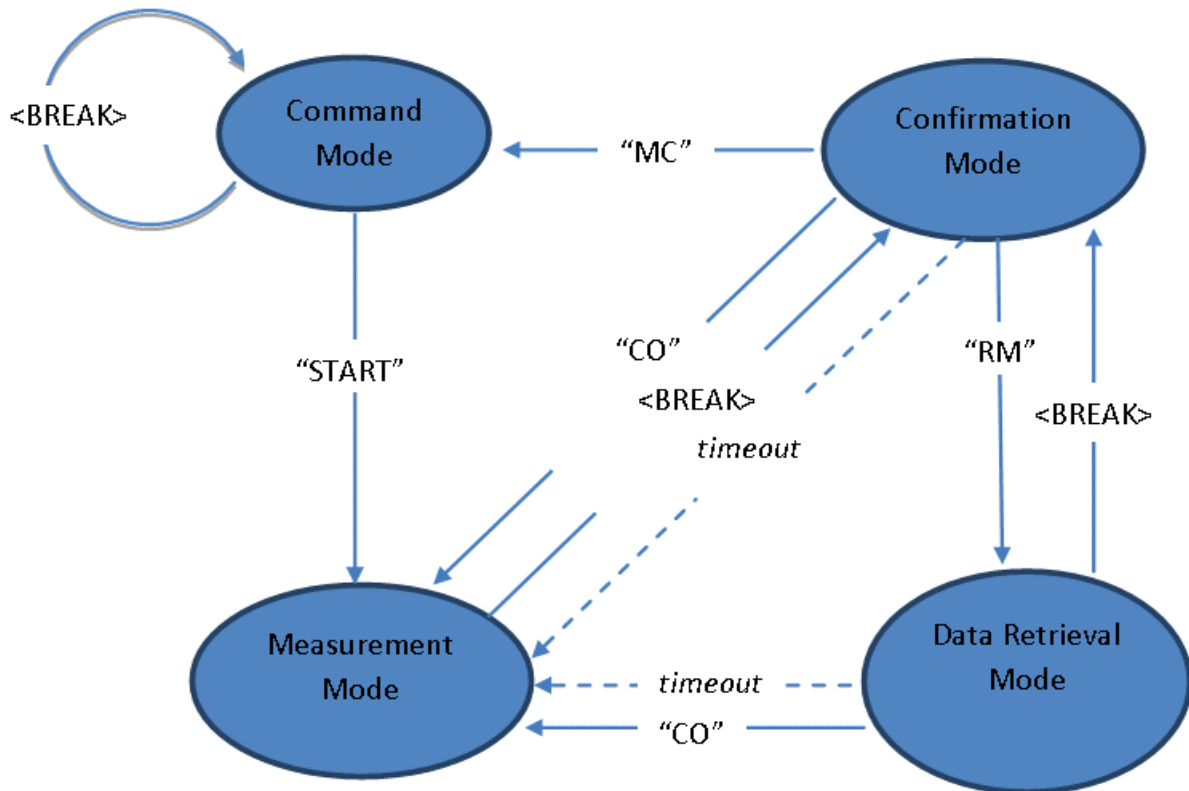 Command
Mode
Confirmation
Mode
<BREAK>
“MC”
“START”
“CO”
<BREAK>
timeout
“RM”
<BREAK>
Measurement
Mode
Data Retrieval
Mode
timeout
“CO”